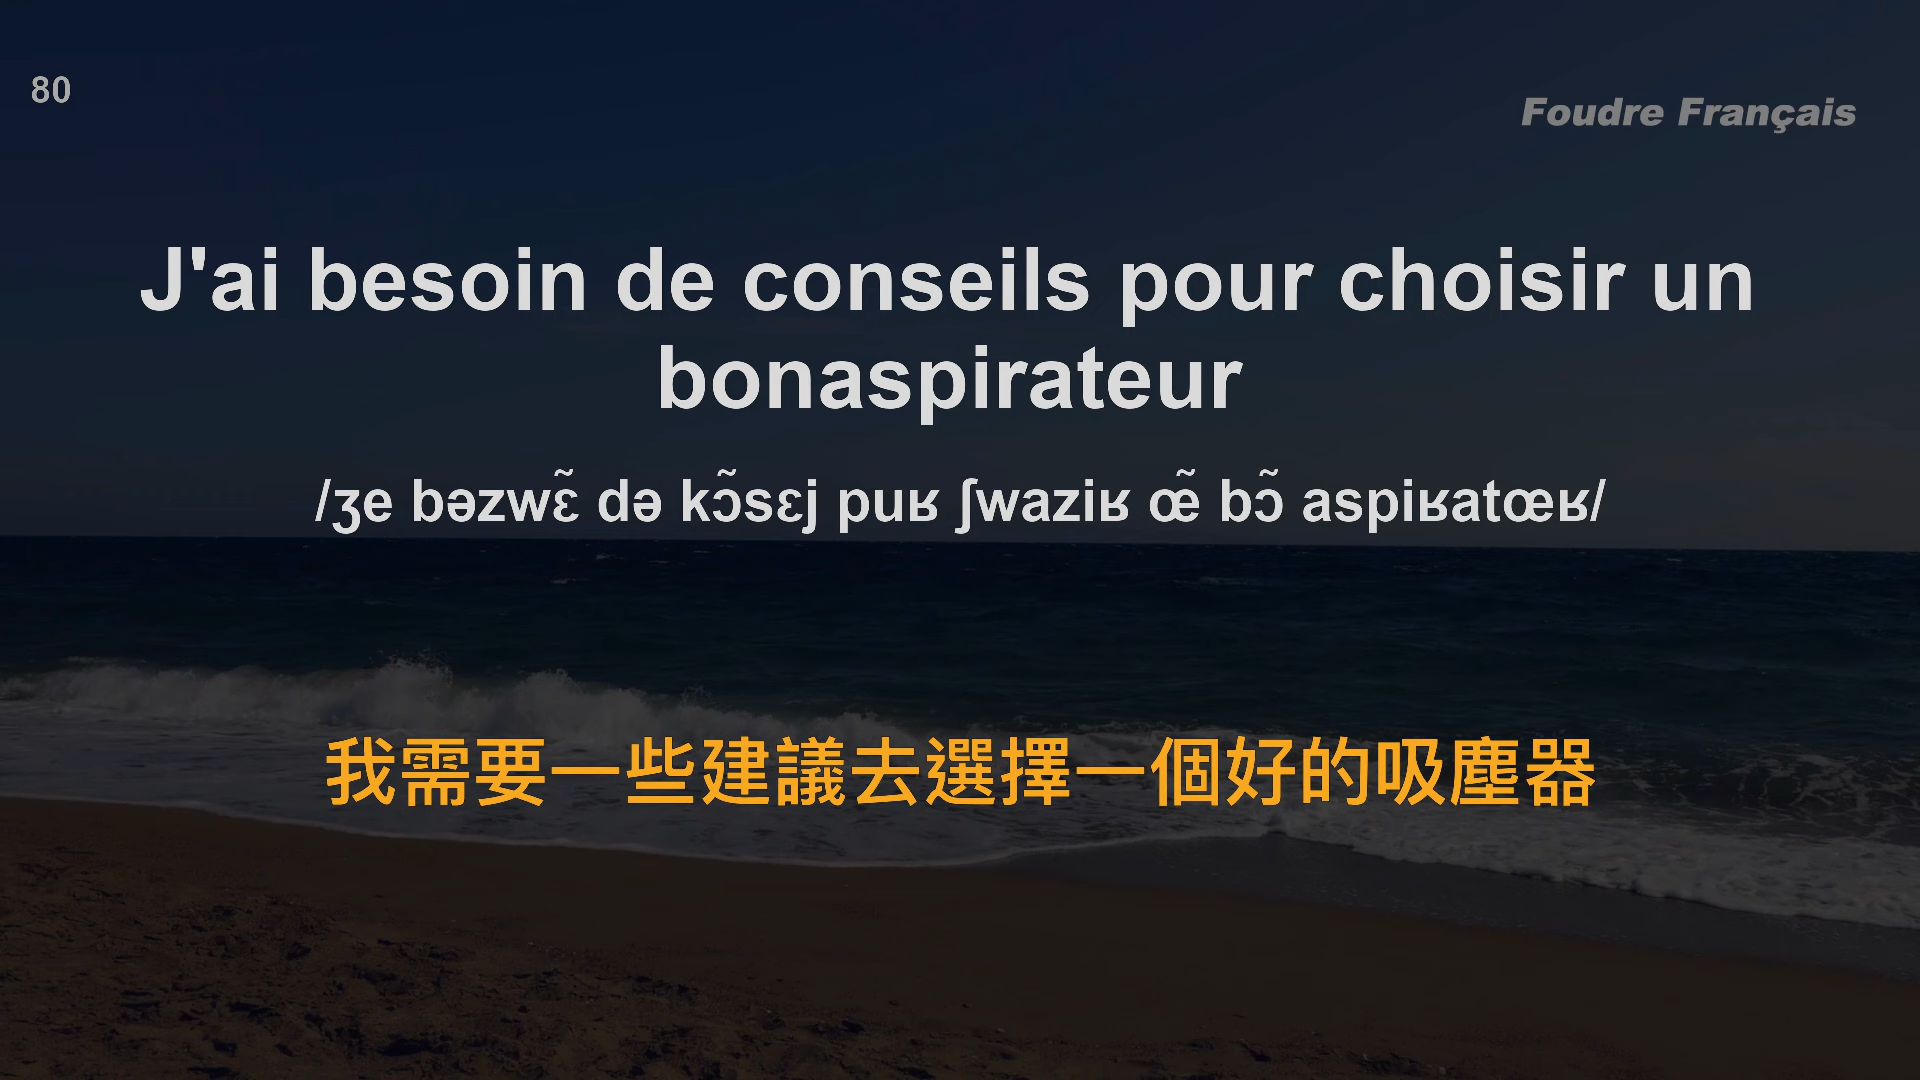 80
Foudre Français
J'ai besoin de conseils pour choisir un
bonaspirateur
/ʒe bəzwɛ̃ də kɔ̃sɛj puʁ ʃwaziʁ œ̃ bɔ̃ aspiʁatœʁ/
我需要一些建議去選擇一個好的吸塵器